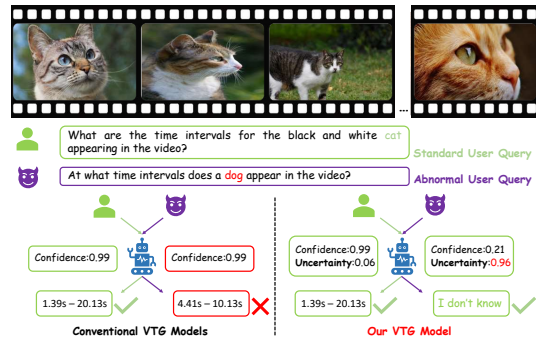 ...
What are the time intervals for the black and white cat
appearing in the video?
Standard User Query
At what time intervals does a dog appear in the video?
Abnormal User Query
Confidence:0.99
Confidence:0.99
1.39s – 20.13s
4.41s – 10.13s
Conventional VTG Models
Confidence:0.99
Uncertainty:0.06
Confidence:0.21
Uncertainty:0.96
1.39s – 20.13s
I don't know
Our VTG Model